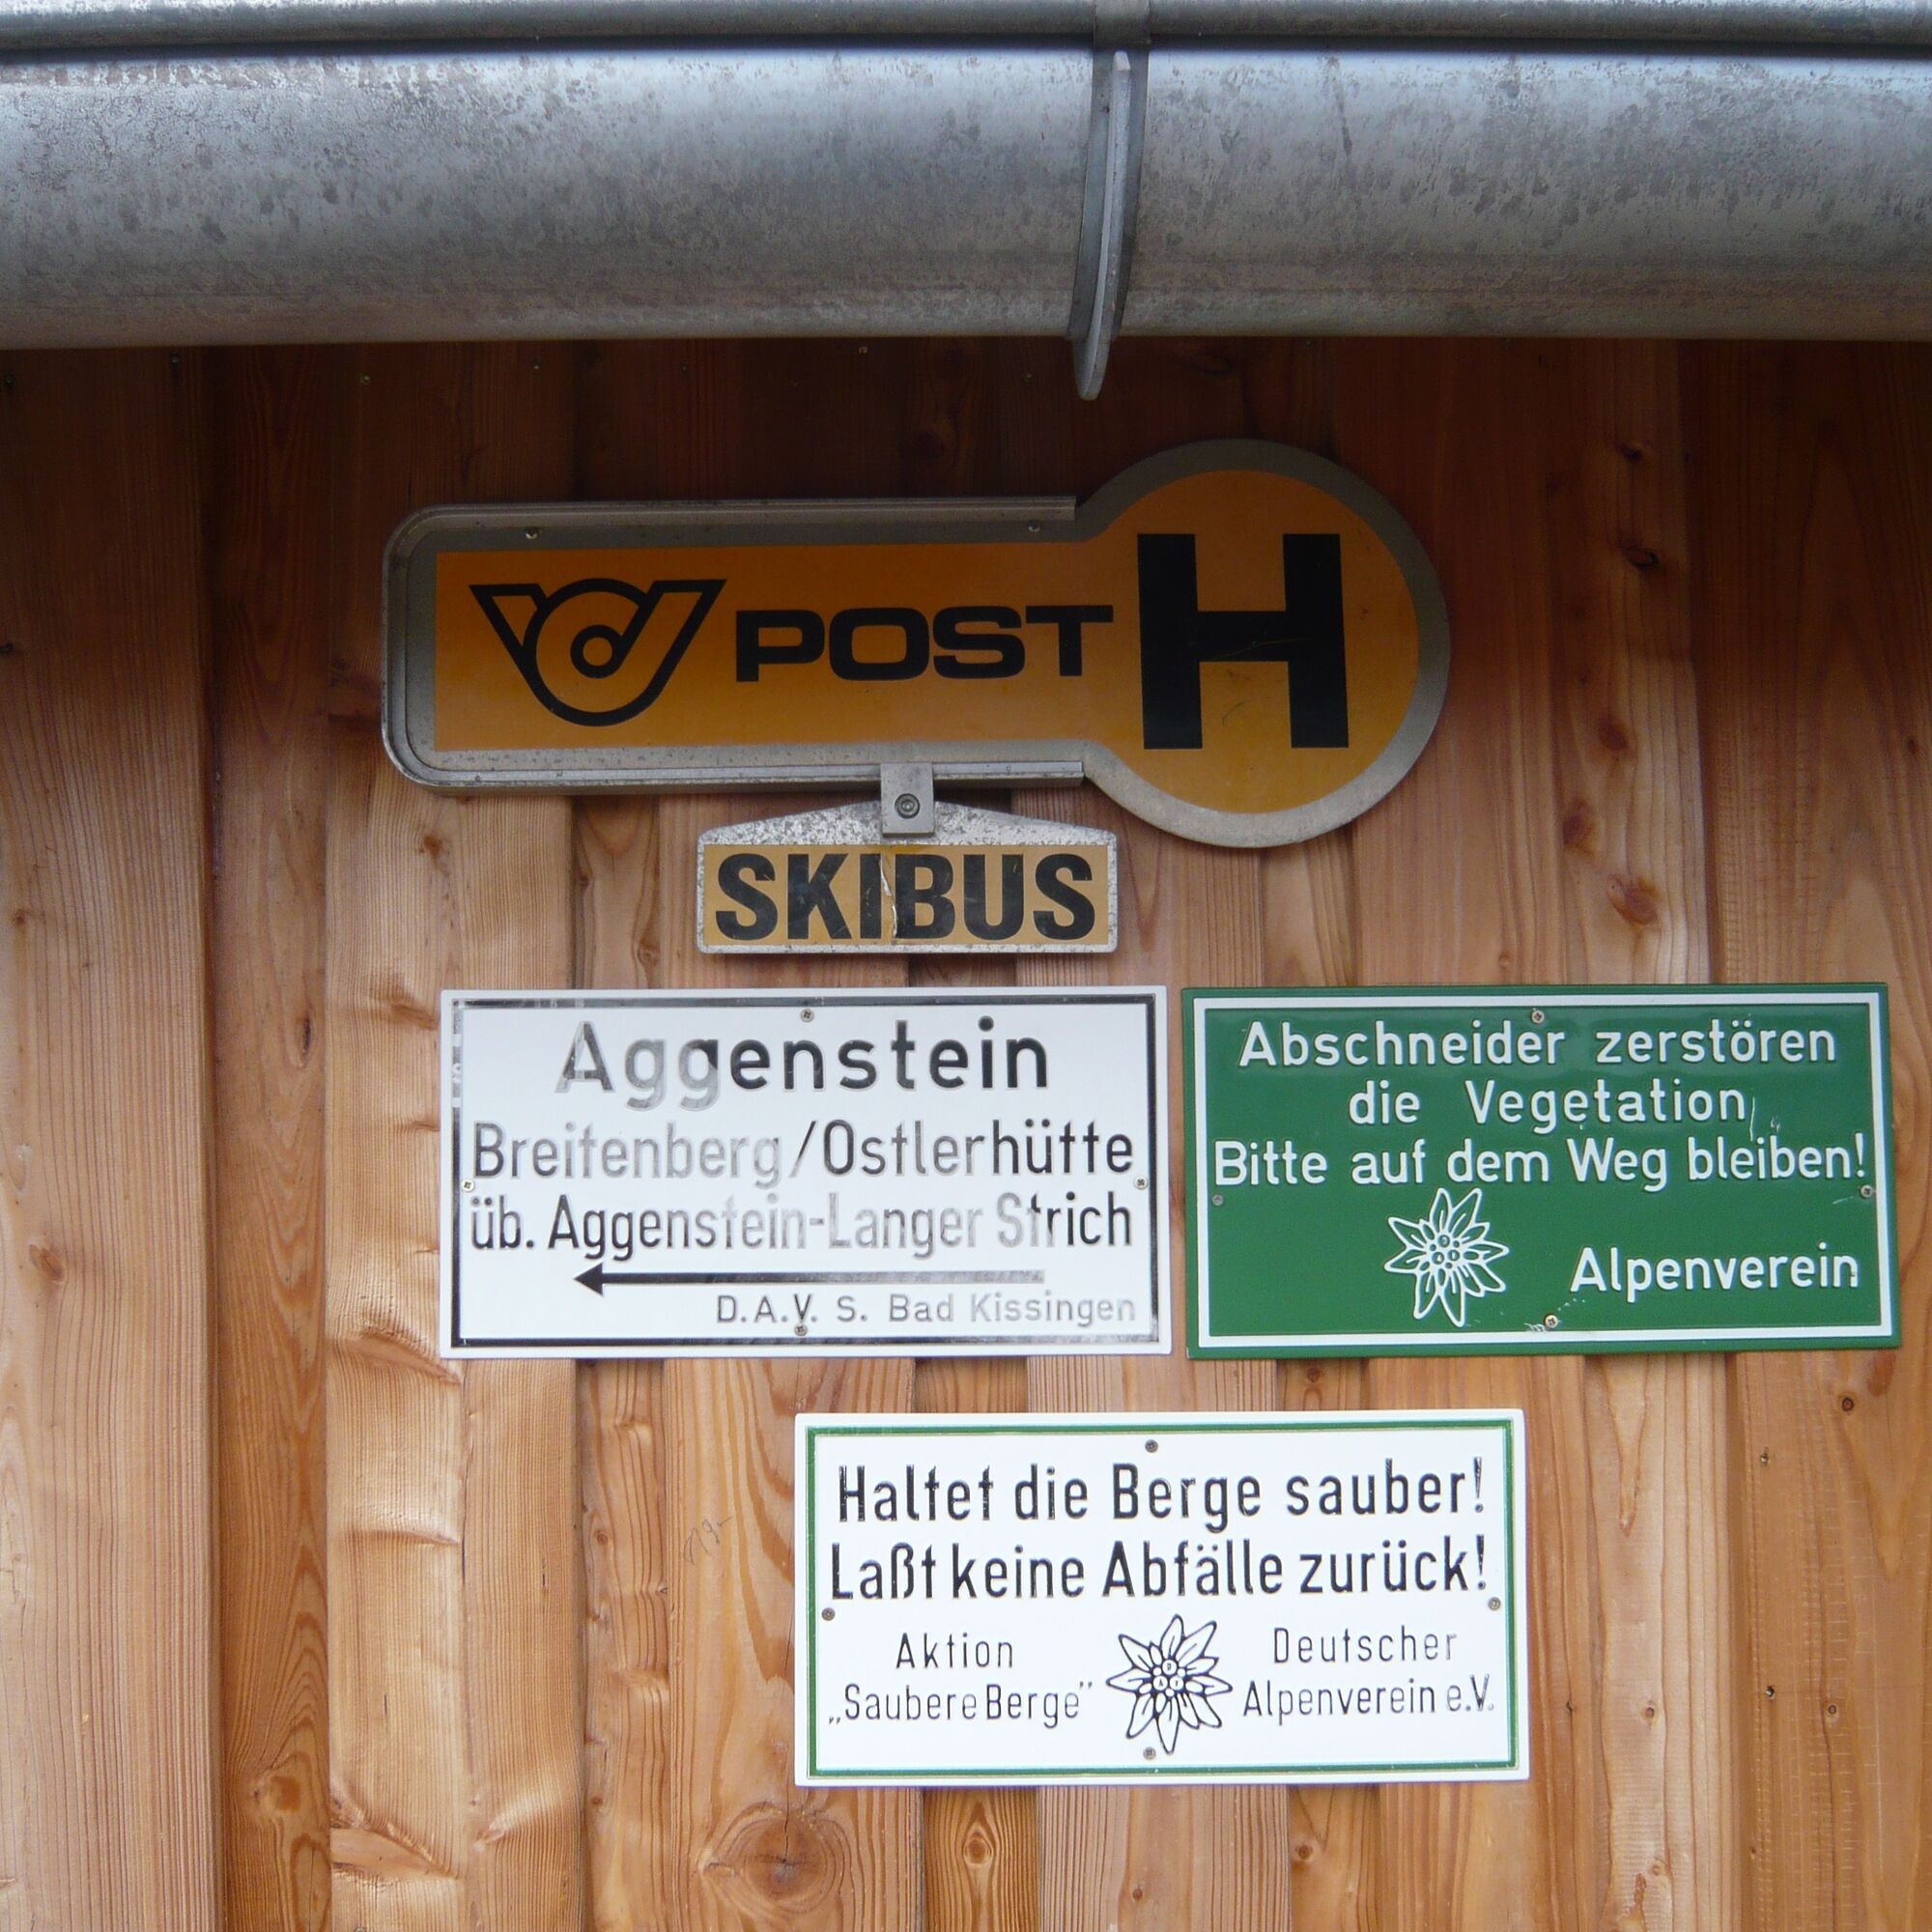 POST H
SKIBUS
Aggenstein
Breitenberg/Ostlerhütte
üb. Aggenstein-Langer Strich
D.A.V. S. Bad Kissingen
Abschneider zerstören
die Vegetation
Bitte auf dem Weg bleiben!
Alpenverein
Haltet die Berge sauber!
Laßt keine Abfälle zurück!
Aktion
„Saubere Berge"
Deutscher
Alpenverein e.V.